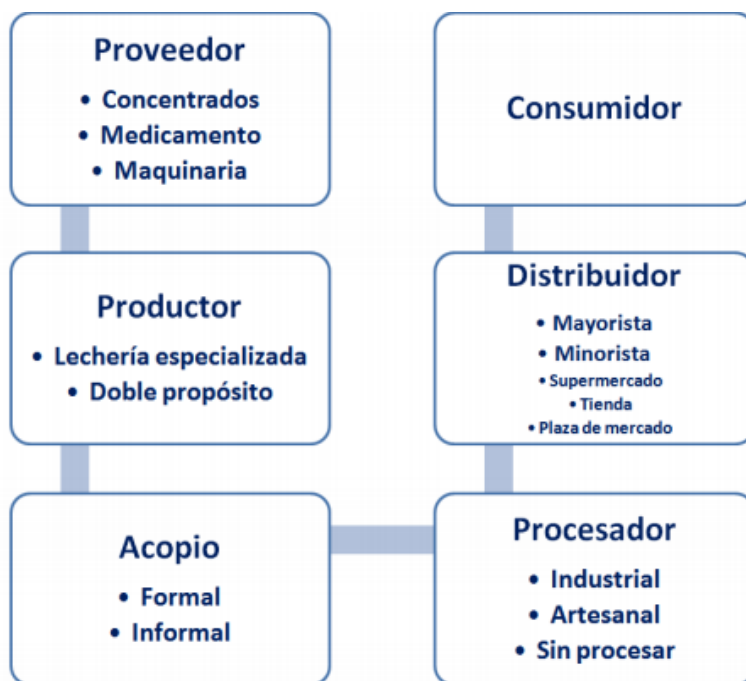 Proveedor
• Concentrados
• Medicamento
• Maquinaria
Productor
• Lechería especializada
• Doble propósito
Acopio
• Formal
• Informal
Procesador
• Industrial
• Artesanal
• Sin procesar
Distribuidor
• Mayorista
• Minorista
• Supermercado
• Tienda
• Plaza de mercado
Consumidor